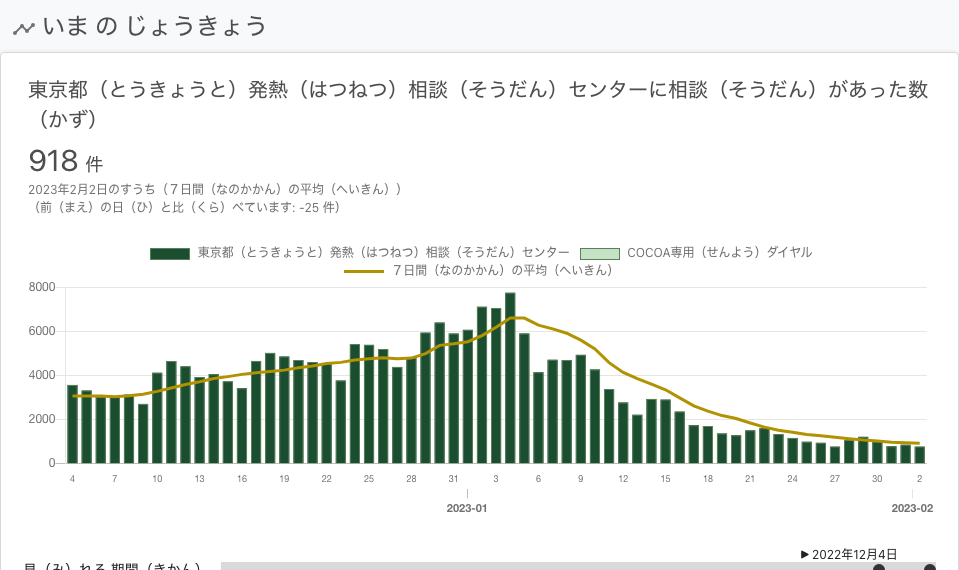 いま の じょうきょう
東京都（とうきょうと）発熱（はつねつ）相談（そうだん）センターに相談（そうだん）があった数
（かず）
918 件
2023年2月2日のすうち（７日間（なのかかん）の平均（へいきん））
（前（まえ）の日（ひ）と比（くら）べています: -25 件）
東京都（とうきょうと）発熱（はつねつ）相談（そうだん）センター COCOA専用（せんよう）ダイヤル
７日間（なのかかん）の平均（へいきん）
8000
6000
4000
2000
0
4 7 10 13 16 19 22 25 28 31 3 6 9 12 15 18 21 24 27 30 2
2023-01 2023-02
▶ 2022年12月4日
見（み）れる 期間（きかん）